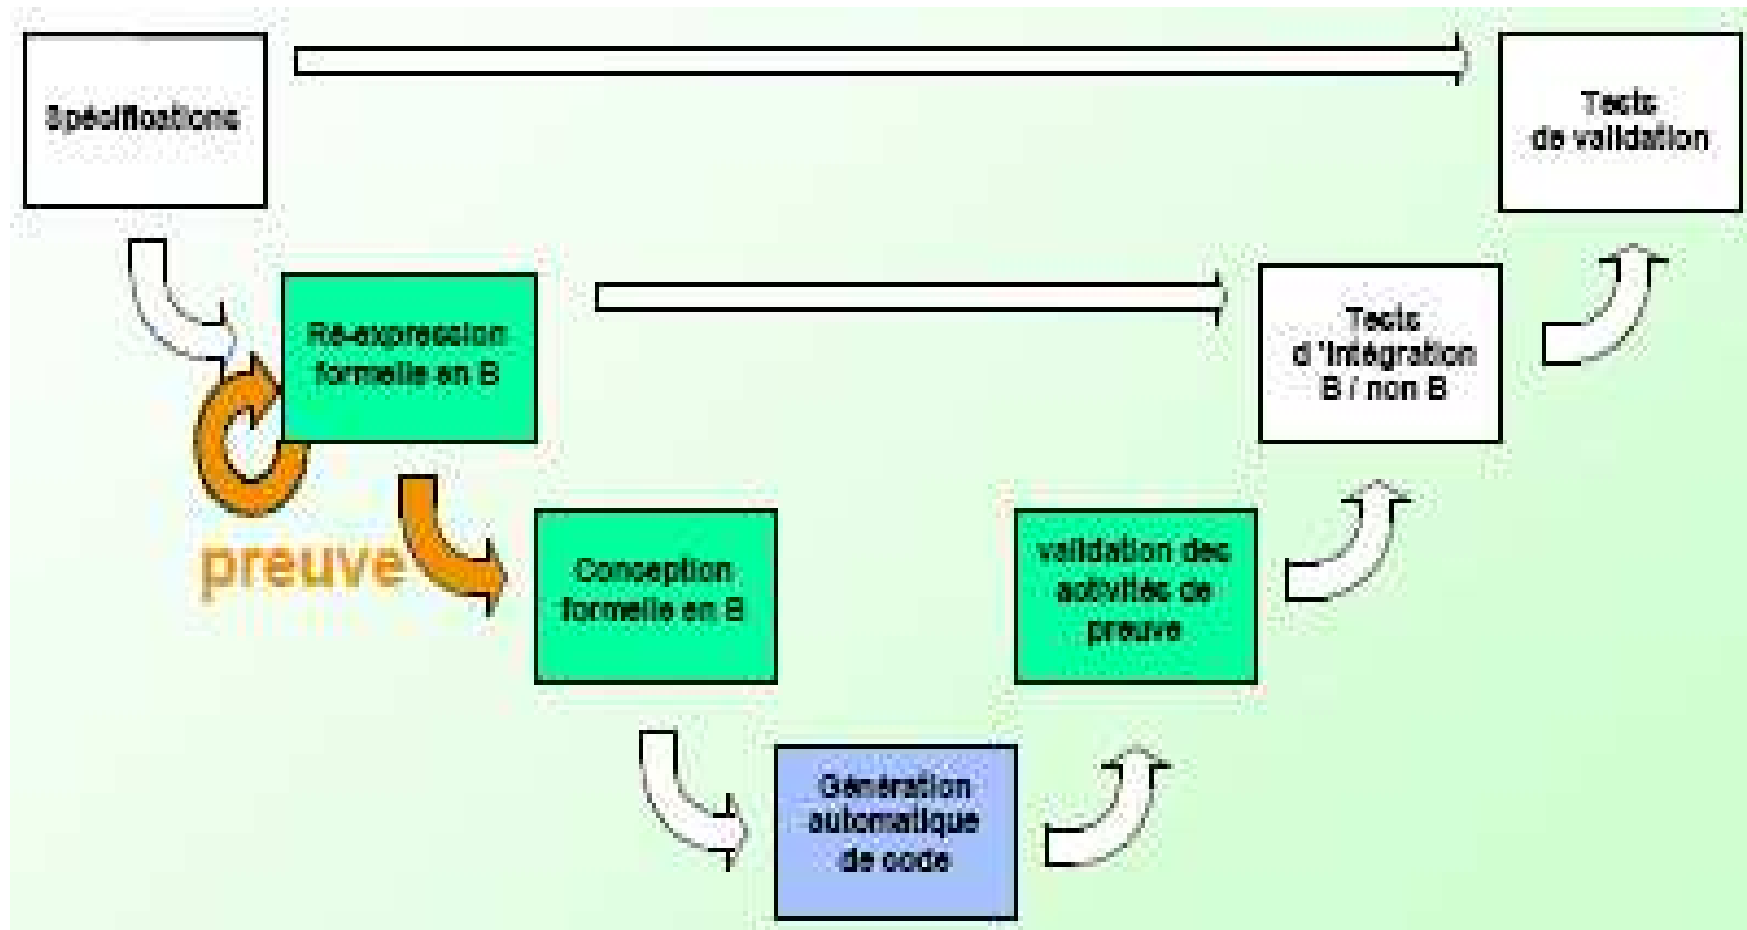 Spécifications
Tests
de validation
Ré-expression
formelle en B
Tests
d 'intégration
B / non B
preuve
Conception
formelle en B
validation des
activités de
preuve
Génération
automatique
de code